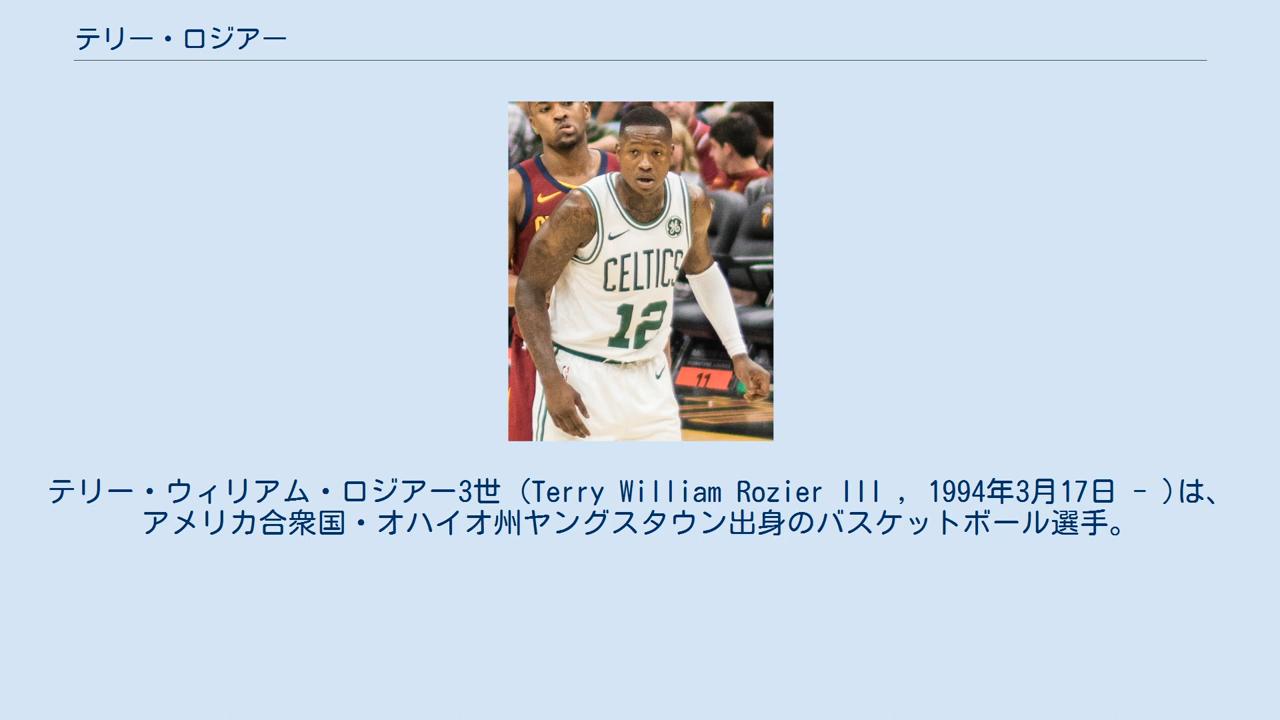 テリー・ロジアー
CELTICS
12
11
テリー・ウィリアム・ロジアー3世 (Terry William Rozier III , 1994年3月17日 - )は、
アメリカ合衆国・オハイオ州ヤングスタウン出身のバスケットボール選手。